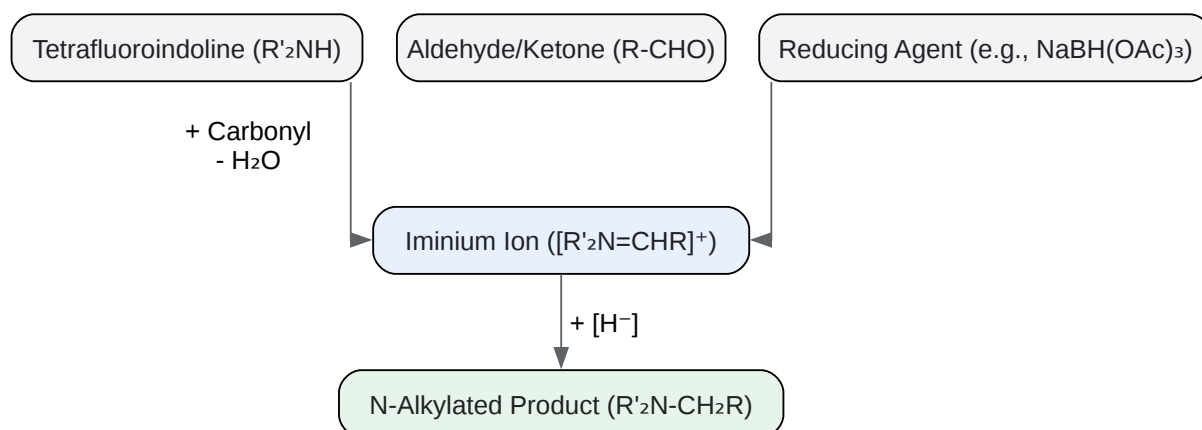 Tetrafluoroindoline (R'₂NH)
Aldehyde/Ketone (R-CHO)
Reducing Agent (e.g., NaBH(OAc)₃)
+ Carbonyl
- H₂O
Iminium Ion ([R'₂N=CHR]⁺)
+ [H⁻]
N-Alkylated Product (R'₂N-CH₂R)